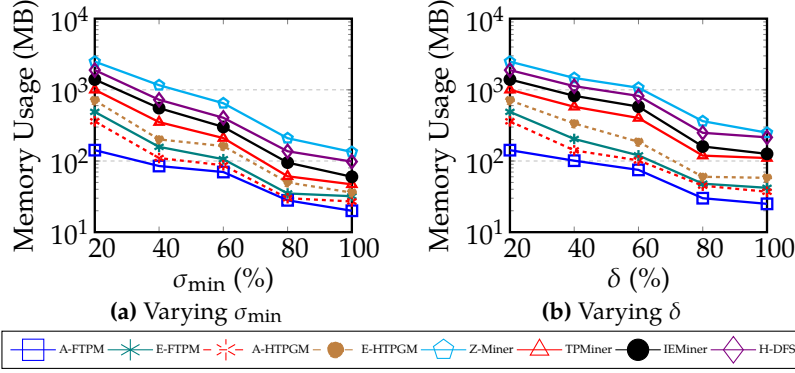 10^4 10^4
10^3 10^3
10^2 10^2
10^1 10^1
Memory Usage (MB) Memory Usage (MB)
20 40 60 80 100 20 40 60 80 100
σ_min (%) δ (%)
(a) Varying σ_min (b) Varying δ
A-FTPM E-FTPM A-HTPGM E-HTPGM Z-Miner TPMiner IEMiner H-DFS